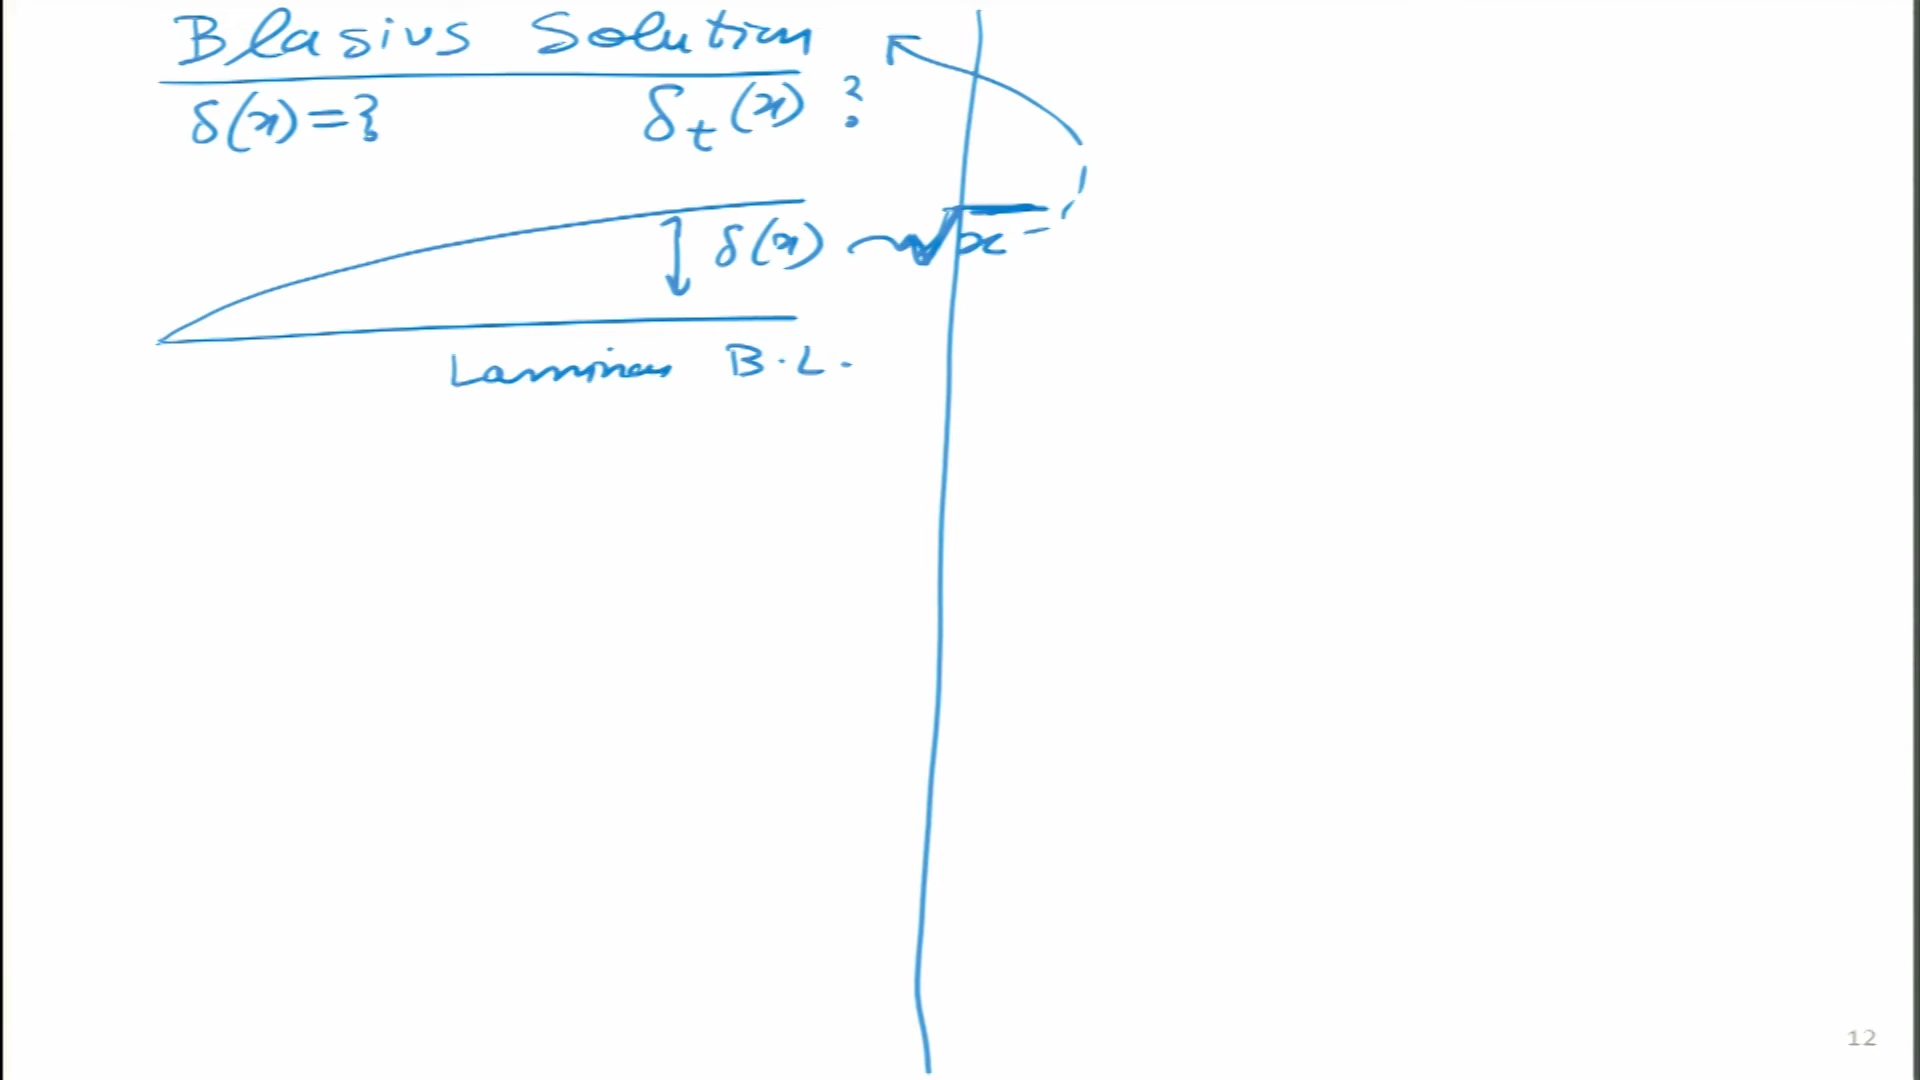 Blasius Solution
δ(x)=? δt(x) ?
δ(x) ~ √x
Laminar B.L.
12